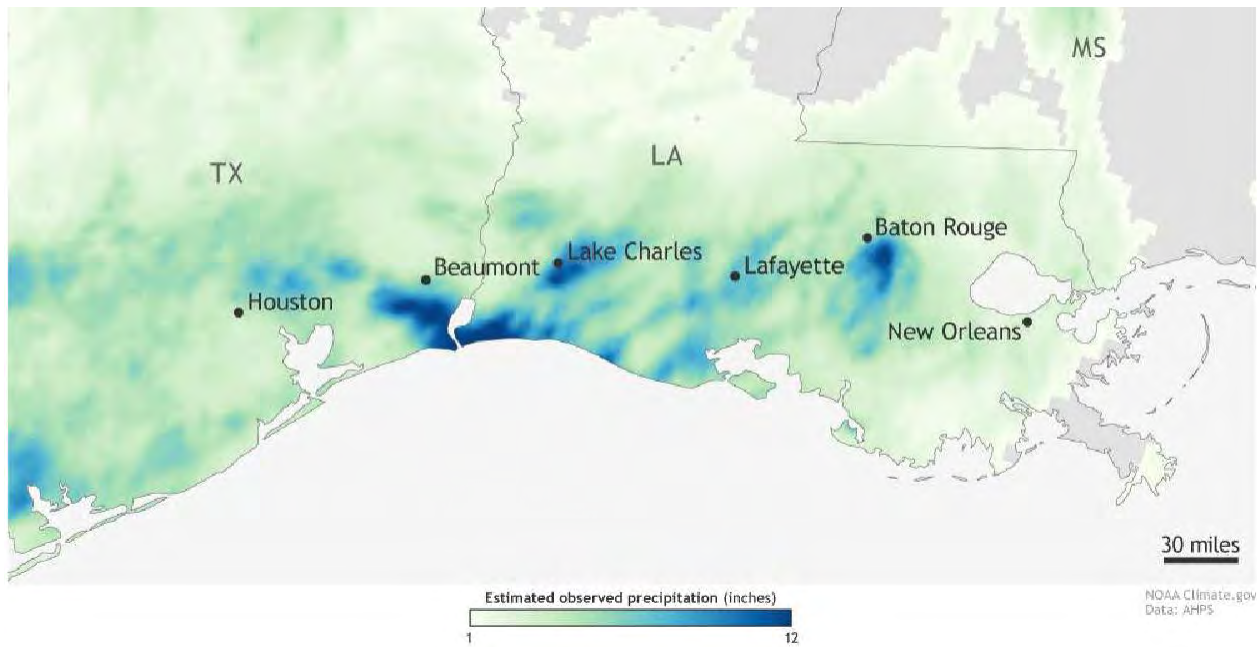 MS
LA
TX
Baton Rouge
Lake Charles
Beaumont
Lafayette
Houston
New Orleans
30 miles
Estimated observed precipitation (inches)
1 12
NOAA Climate.gov
Data: AHPS